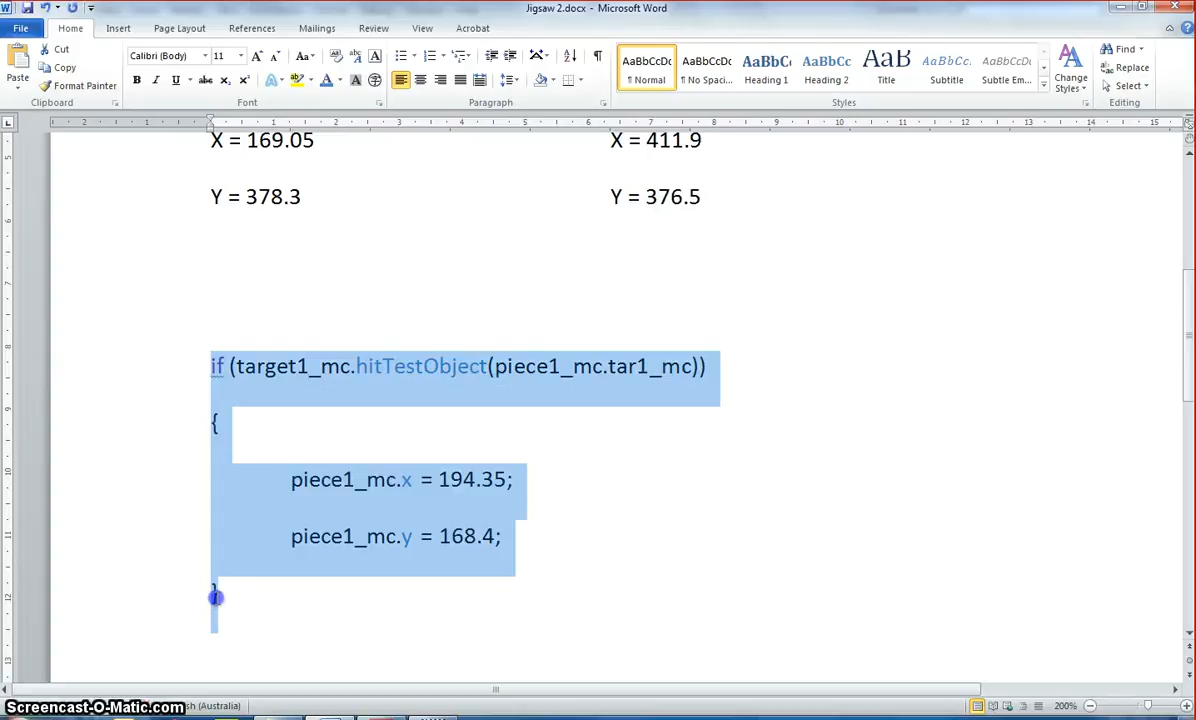 Jigsaw 2.docx - Microsoft Word
File Home Insert Page Layout References Mailings Review View Acrobat
Paste
Cut
Copy
Format Painter
Clipboard
Calibri (Body) 11
Font
Paragraph
AaBbCcDc AaBbCcDc AaBbCc AaBbCc AaB AaBbCc. AaBbCcDc
¶ Normal ¶ No Spaci... Heading 1 Heading 2 Title Subtitle Subtle Em...
Styles
Change Styles
Find
Replace
Select
Editing
X = 169.05 X = 411.9
Y = 378.3 Y = 376.5
if (target1_mc.hitTestObject(piece1_mc.tar1_mc))
{
piece1_mc.x = 194.35;
piece1_mc.y = 168.4;
}
Screencast-O-Matic.com
(Australia)
200%